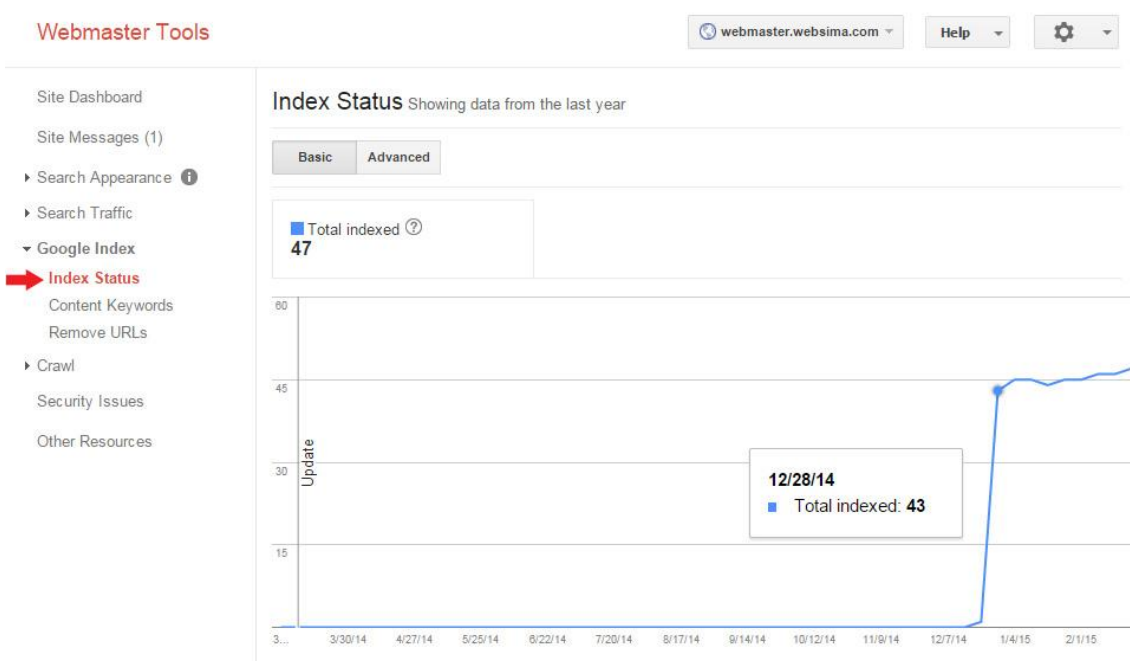 Webmaster Tools
webmaster.websima.com
Help
Site Dashboard
Site Messages (1)
Search Appearance
Search Traffic
Google Index
Index Status
Content Keywords
Remove URLs
Crawl
Security Issues
Other Resources
Index Status Showing data from the last year
Basic Advanced
Total indexed ?
47
60
45
30
15
Update
12/28/14
Total indexed: 43
3... 3/30/14 4/27/14 5/25/14 6/22/14 7/20/14 8/17/14 9/14/14 10/12/14 11/9/14 12/7/14 1/4/15 2/1/15